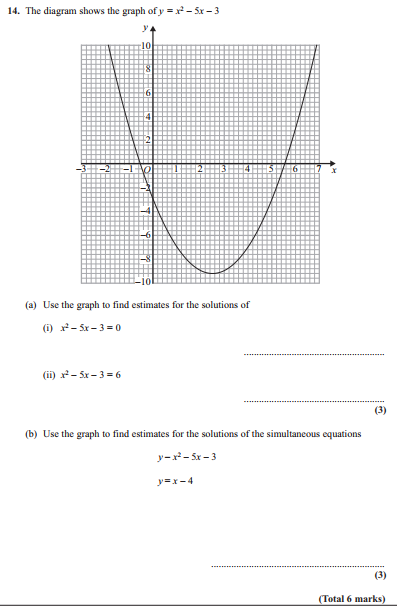 14. The diagram shows the graph of y = x² – 5x – 3
y
10
8
6
4
2
–3 –2 –1 O 1 2 3 4 5 6 7 x
–2
–4
–6
–8
–10
(a) Use the graph to find estimates for the solutions of
(i) x² – 5x – 3 = 0
(ii) x² – 5x – 3 = 6
(3)
(b) Use the graph to find estimates for the solutions of the simultaneous equations
y – x² – 5x – 3
y = x – 4
(3)
(Total 6 marks)